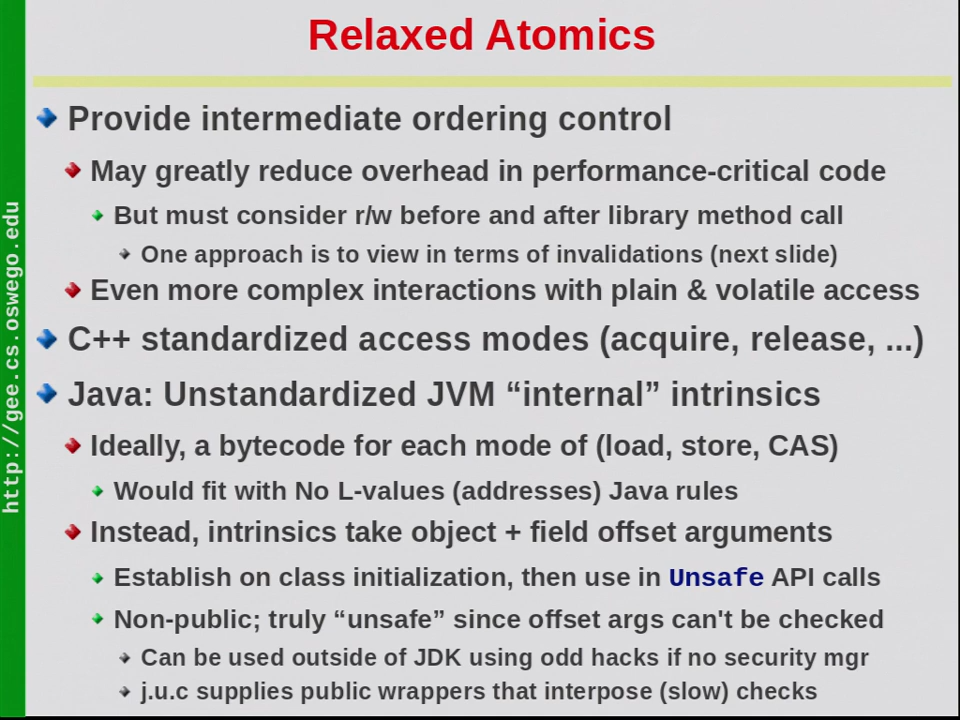 Relaxed Atomics
Provide intermediate ordering control
May greatly reduce overhead in performance-critical code
But must consider r/w before and after library method call
One approach is to view in terms of invalidations (next slide)
Even more complex interactions with plain & volatile access
C++ standardized access modes (acquire, release, ...)
Java: Unstandardized JVM “internal” intrinsics
Ideally, a bytecode for each mode of (load, store, CAS)
Would fit with No L-values (addresses) Java rules
Instead, intrinsics take object + field offset arguments
Establish on class initialization, then use in Unsafe API calls
Non-public; truly “unsafe” since offset args can't be checked
Can be used outside of JDK using odd hacks if no security mgr
j.u.c supplies public wrappers that interpose (slow) checks
http://gee.cs.oswego.edu